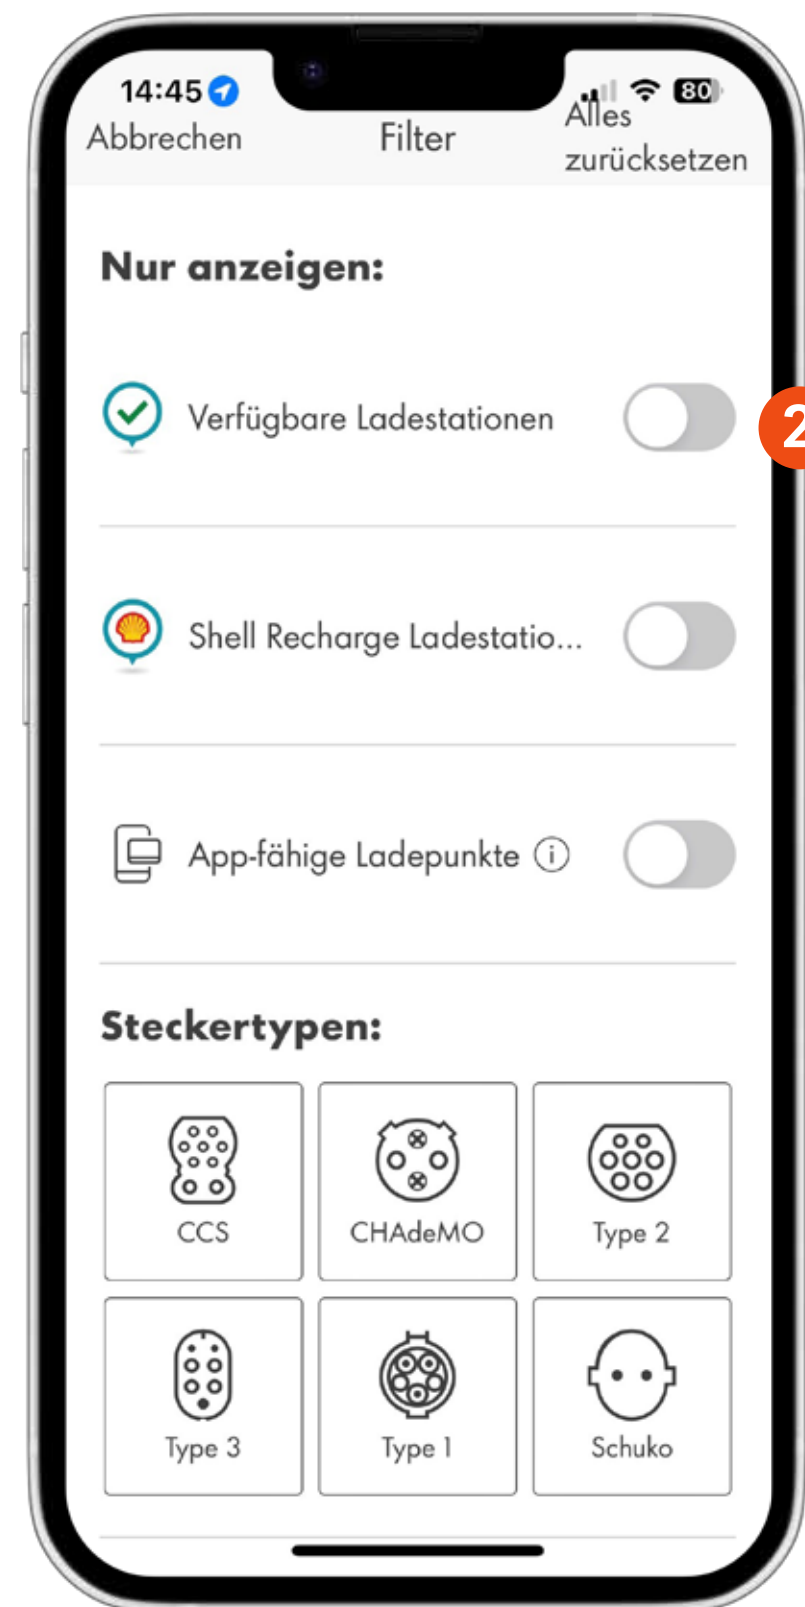 14:45
80
Abbrechen
Filter
Alles
zurücksetzen
Nur anzeigen:
Verfügbare Ladestationen
2
Shell Recharge Ladestatio...
App-fähige Ladepunkte i
Steckertypen:
CCS
CHAdeMO
Type 2
Type 3
Type 1
Schuko